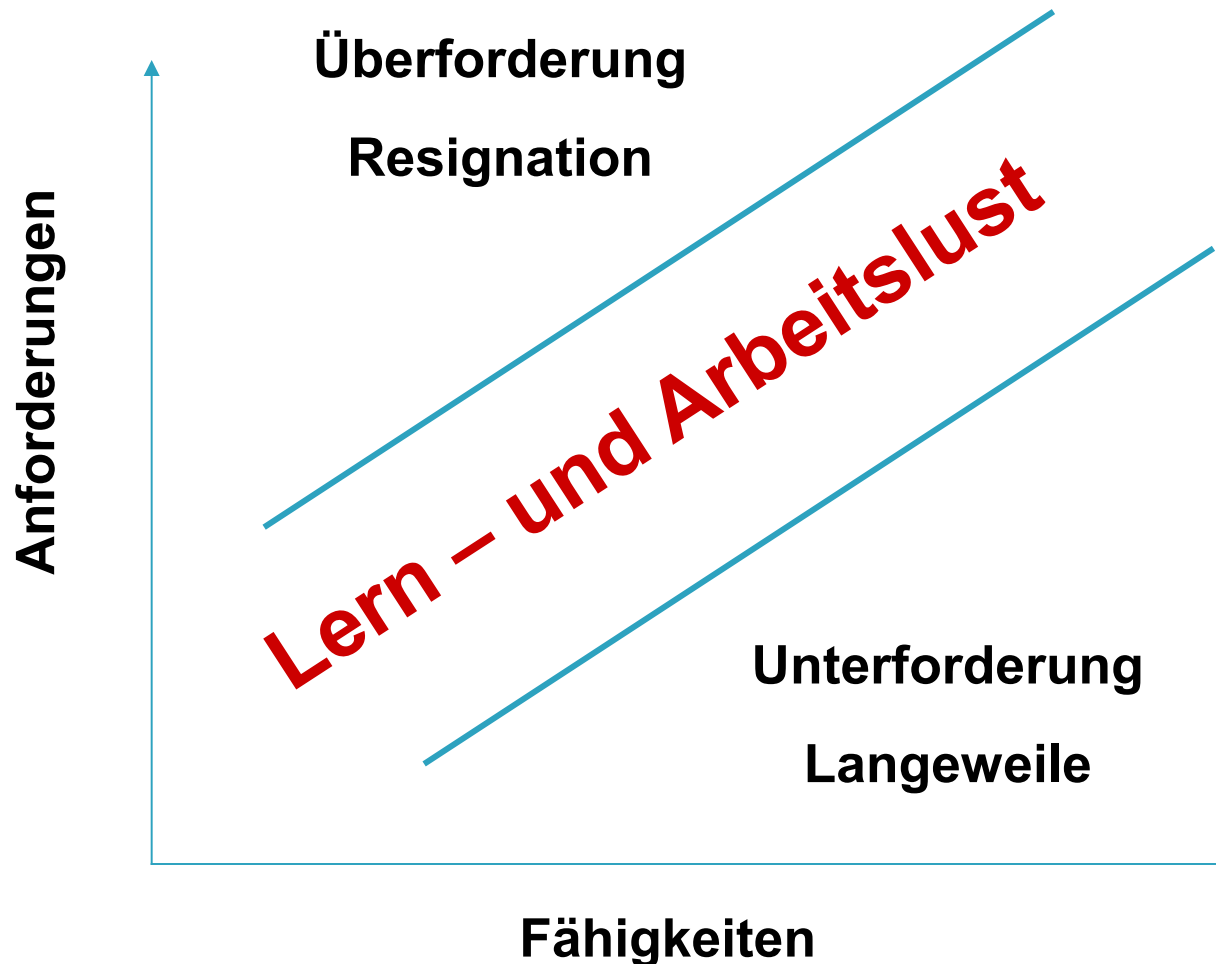 Überforderung
Resignation
Anforderungen
Lern – und Arbeitslust
Unterforderung
Langeweile
Fähigkeiten